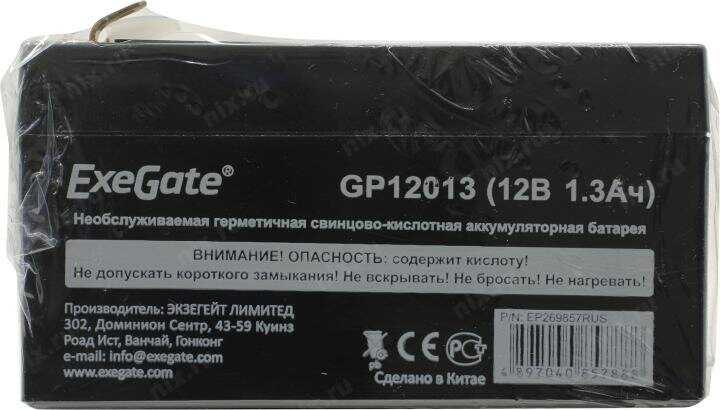 ExeGate®
GP12013 (12В 1.3Ач)
Необслуживаемая герметичная свинцово-кислотная аккумуляторная батарея
ВНИМАНИЕ! ОПАСНОСТЬ: содержит кислоту!
Не допускать короткого замыкания! Не вскрывать! Не бросать! Не нагревать!
Производитель: ЭКЗЕГЕЙТ ЛИМИТЕД
302, Доминион Сентр, 43-59 Куинз
Роад Ист, Ванчай, Гонконг
e-mail: info@exegate.com
www.exegate.com
Pb
CE
РСТ
Сделано в Китае
P/N: EP269857RUS